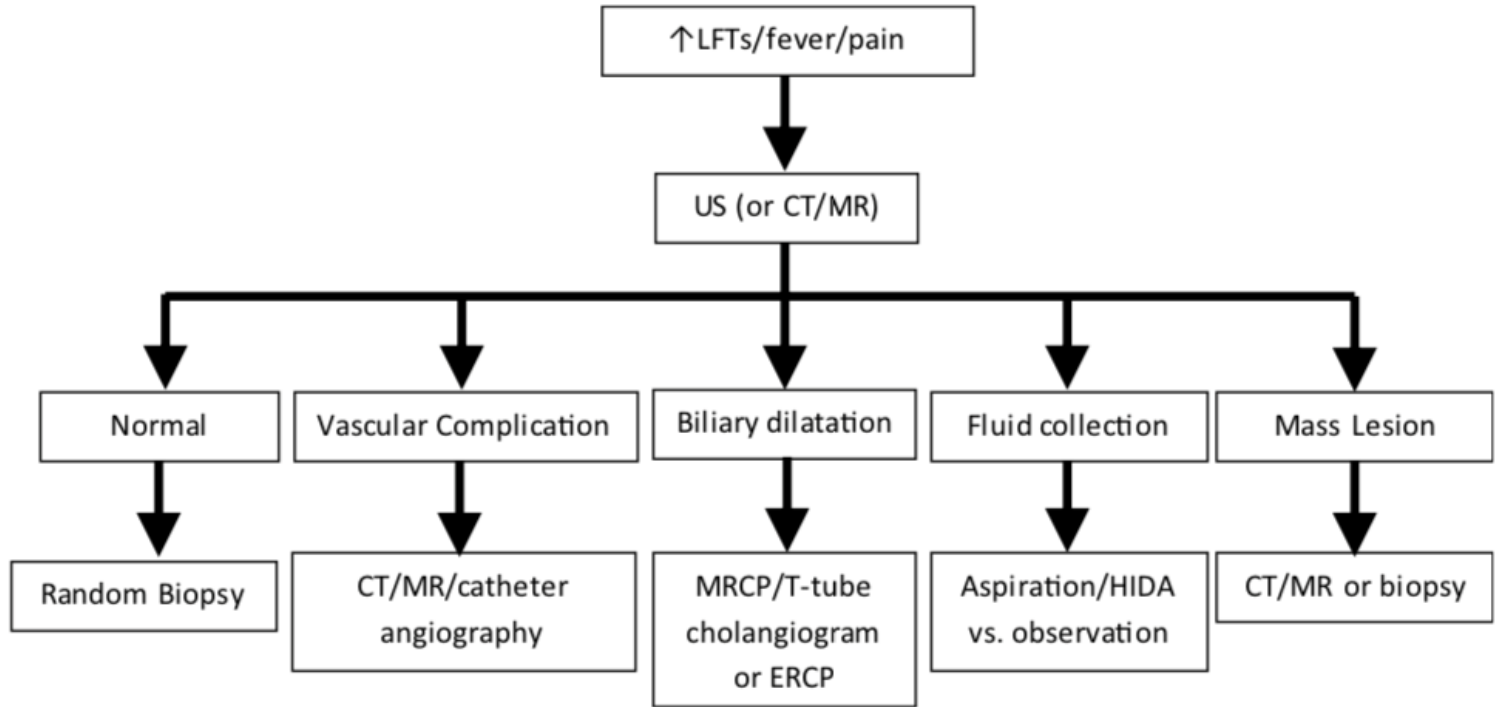 ↑LFTs/fever/pain
US (or CT/MR)
Normal
Vascular Complication
Biliary dilatation
Fluid collection
Mass Lesion
Random Biopsy
CT/MR/catheter
angiography
MRCP/T-tube
cholangiogram
or ERCP
Aspiration/HIDA
vs. observation
CT/MR or biopsy